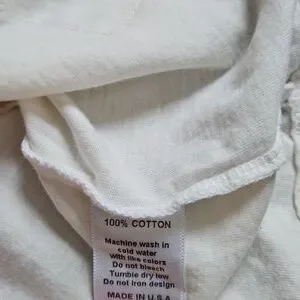 100% COTTON
Machine wash in
cold water
with like colors
Do not bleach
Tumble dry low
Do not iron design
MADE IN U.S.A